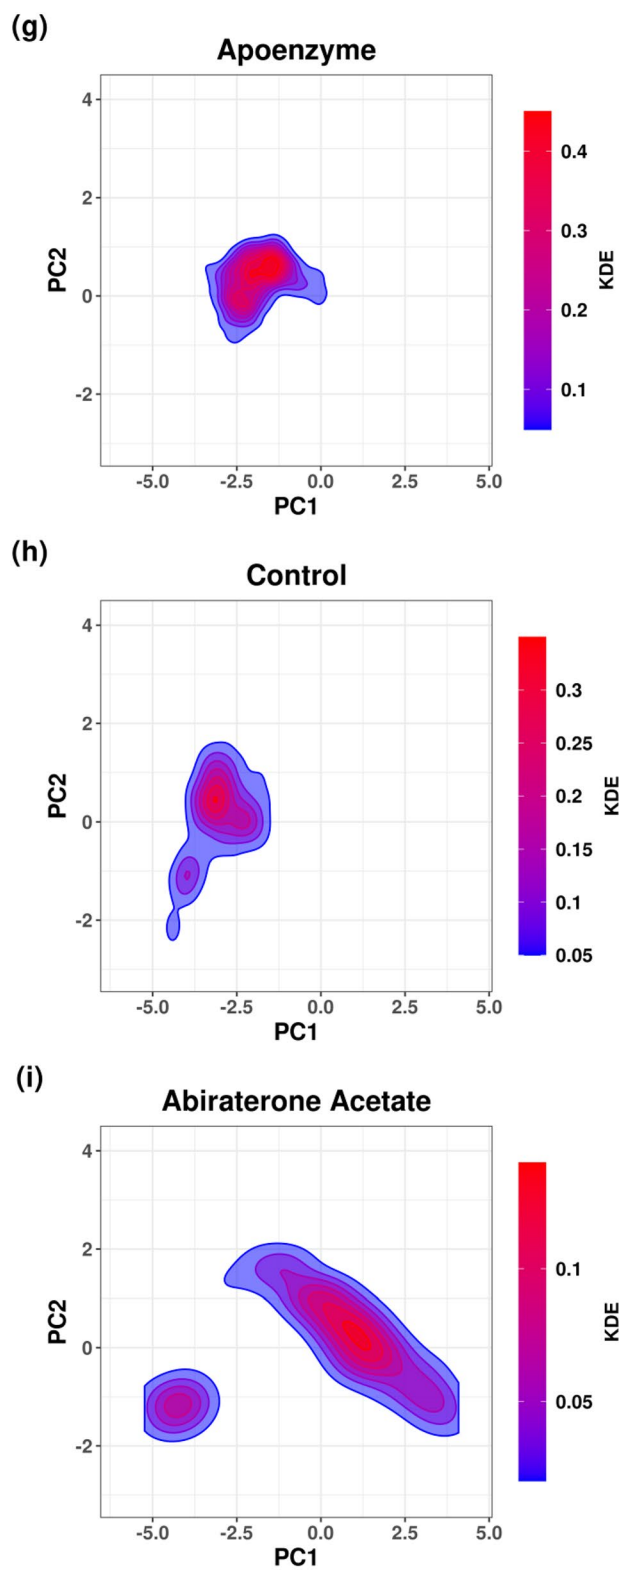 (g)
Apoenzyme
4
2
0
-2
PC2
-5.0 -2.5 0.0 2.5 5.0
PC1
0.4
0.3
0.2
0.1
KDE
(h)
Control
4
2
0
-2
PC2
-5.0 -2.5 0.0 2.5 5.0
PC1
0.3
0.25
0.2
0.15
0.1
0.05
KDE
(i)
Abiraterone Acetate
4
2
0
-2
PC2
-5.0 -2.5 0.0 2.5 5.0
PC1
0.1
0.05
KDE